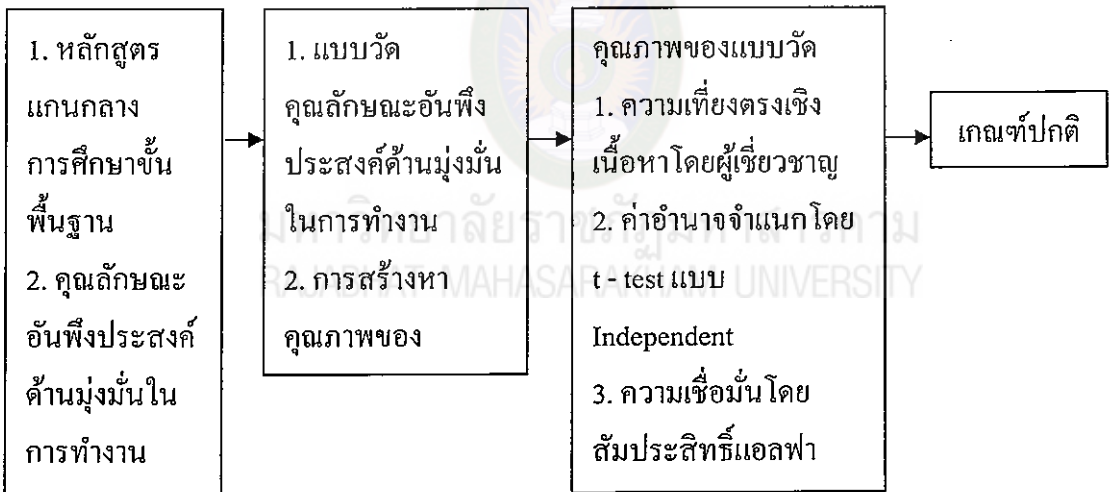 1. หลักสูตร
แกนกลาง
การศึกษาขั้น
พื้นฐาน
2. คุณลักษณะ
อันพึงประสงค์
ด้านมุ่งมั่นใน
การทำงาน
1. แบบวัด
คุณลักษณะอันพึง
ประสงค์ด้านมุ่งมั่น
ในการทำงาน
2. การสร้างหา
คุณภาพของ
คุณภาพของแบบวัด
1. ความเที่ยงตรงเชิง
เนื้อหาโดยผู้เชี่ยวชาญ
2. ค่าอำนาจจำแนกโดย
t - test แบบ
Independent
3. ความเชื่อมั่นโดย
สัมประสิทธิ์แอลฟา
เกณฑ์ปกติ
มหาวิทยาลัยราชภัฏมหาสารคาม
RAJABHAT MAHASARAKHAM UNIVERSITY